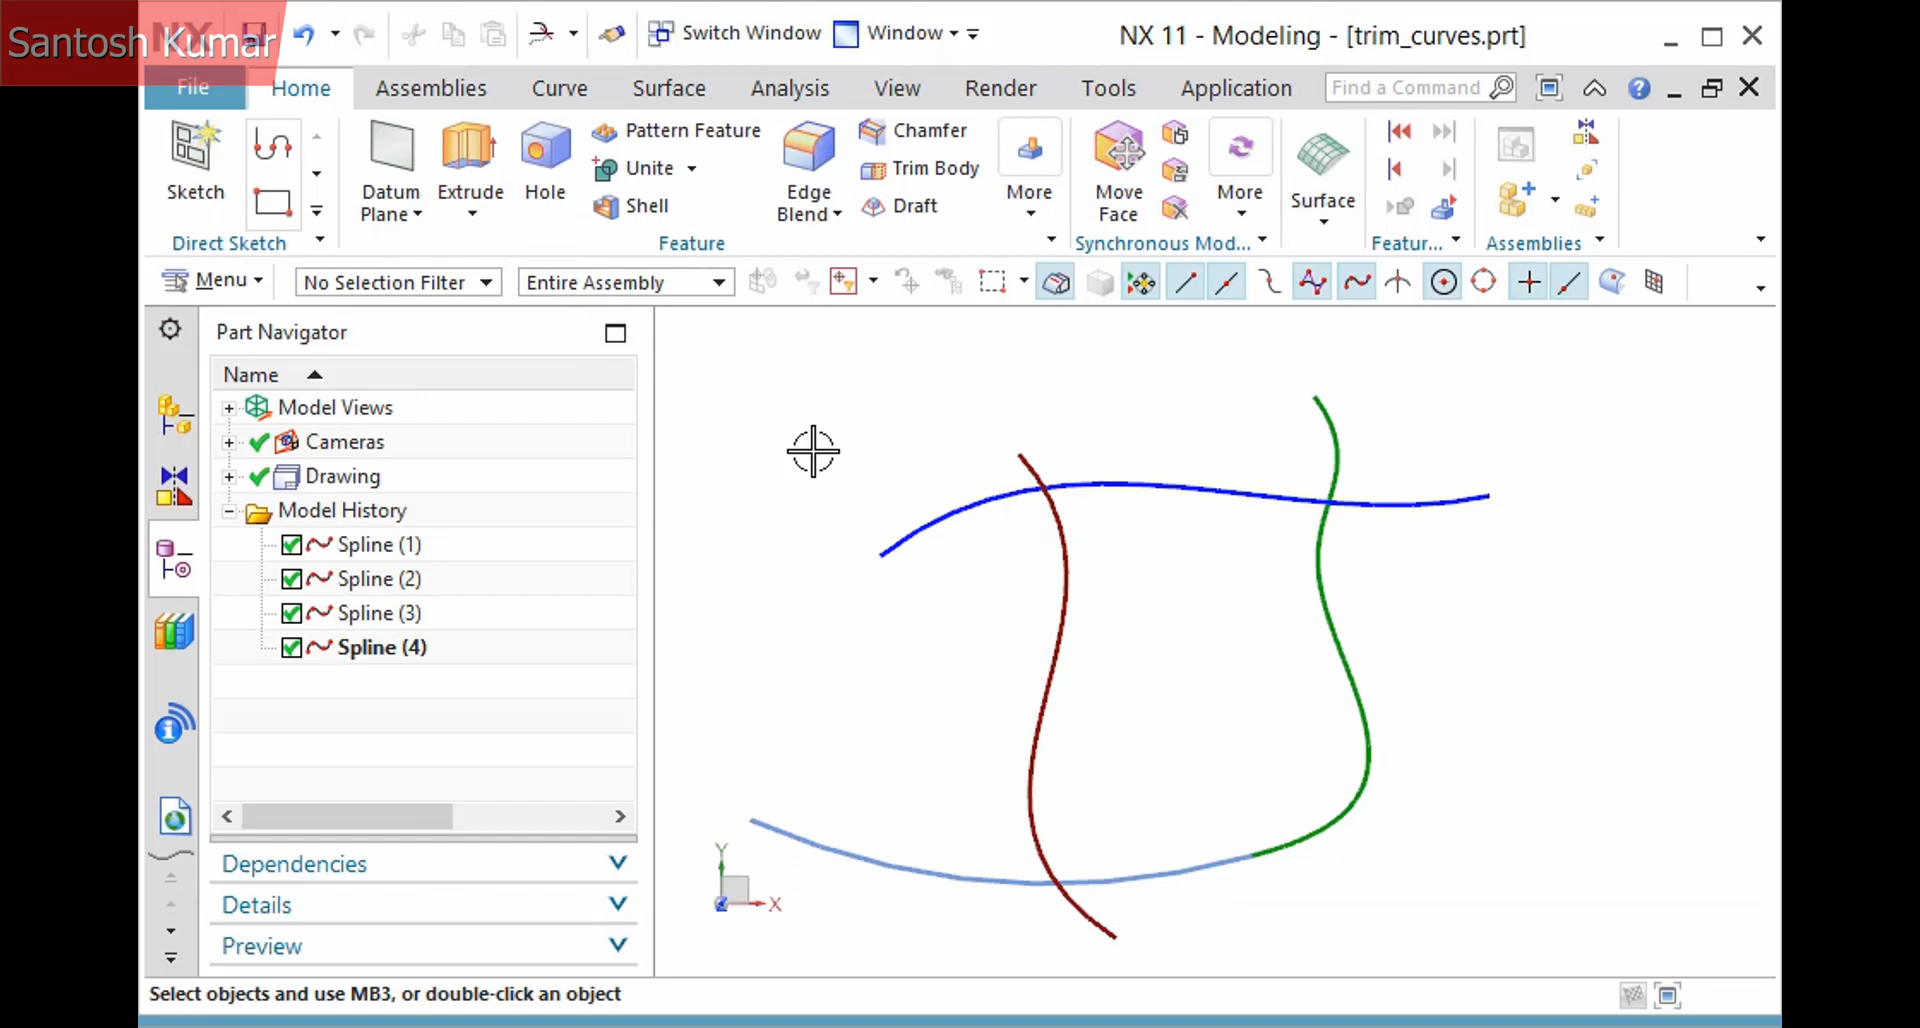 Santosh Kumar
NX
Switch Window
Window
NX 11 - Modeling - [trim_curves.prt]
File
Home
Assemblies
Curve
Surface
Analysis
View
Render
Tools
Application
Find a Command
Sketch
Datum
Plane
Extrude
Hole
Pattern Feature
Unite
Shell
Edge
Blend
Chamfer
Trim Body
Draft
More
Move
Face
More
Surface
Direct Sketch
Feature
Synchronous Mod...
Featur...
Assemblies
Menu
No Selection Filter
Entire Assembly
Part Navigator
Name
Model Views
Cameras
Drawing
Model History
Spline (1)
Spline (2)
Spline (3)
Spline (4)
Dependencies
Details
Preview
Y
X
Select objects and use MB3, or double-click an object